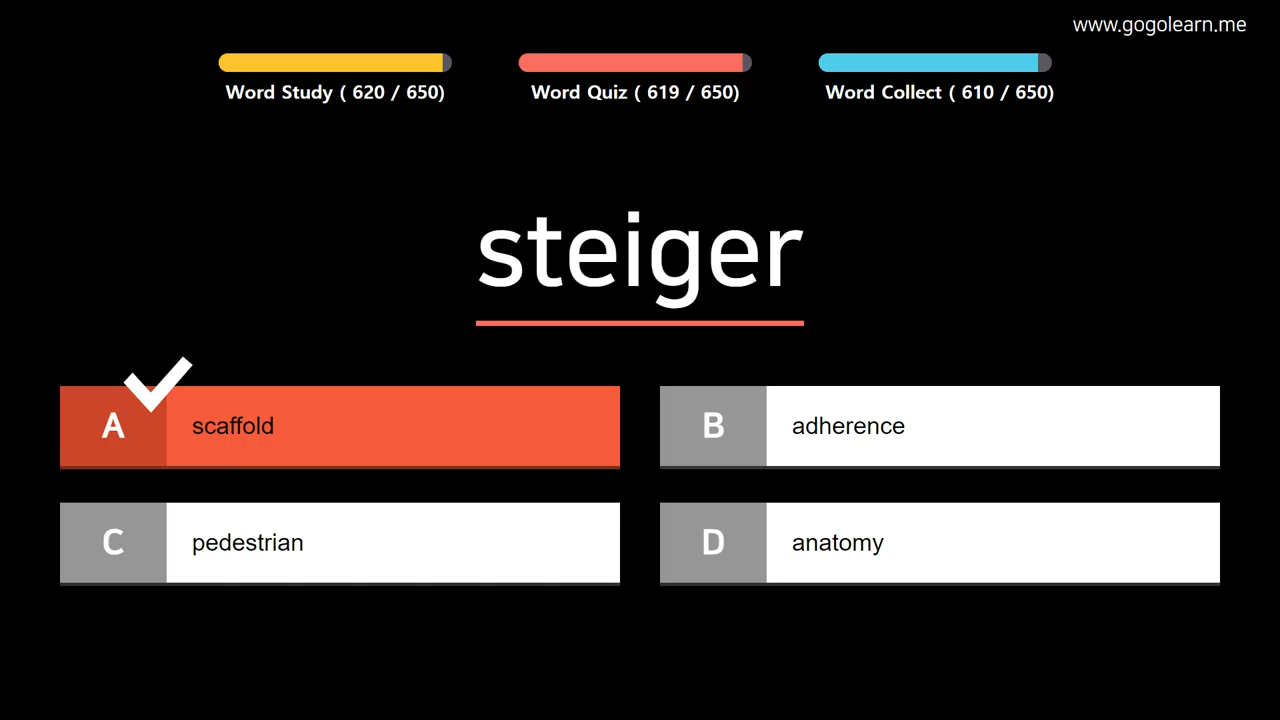 www.gogolearn.me
Word Study ( 620 / 650)
Word Quiz ( 619 / 650)
Word Collect ( 610 / 650)
steiger
A scaffold
B adherence
C pedestrian
D anatomy